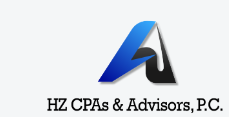 HZ CPAs & Advisors, P.C.